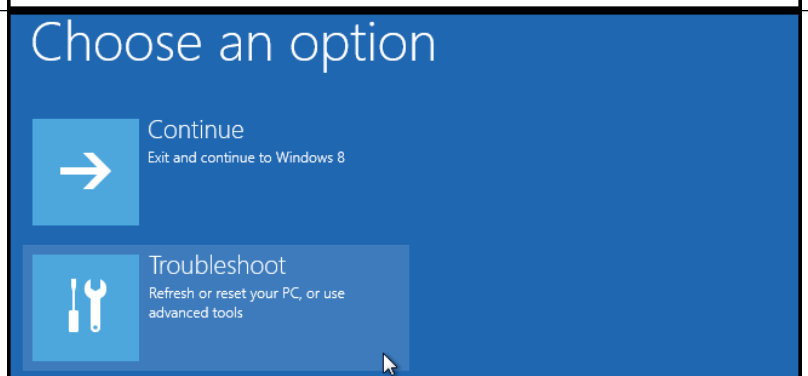 Choose an option
Continue
Exit and continue to Windows 8
Troubleshoot
Refresh or reset your PC, or use
advanced tools